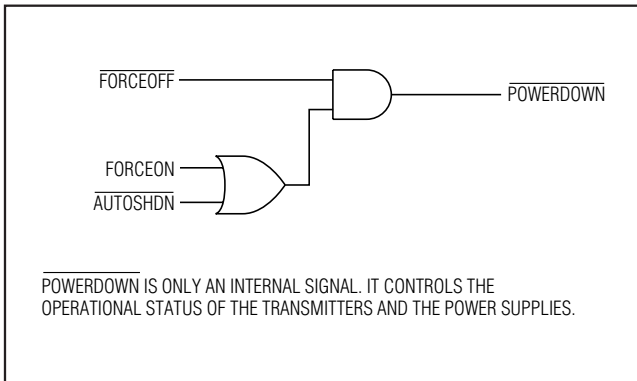 FORCEOFF
POWERDOWN
FORCEON
AUTOSHDN
POWERDOWN IS ONLY AN INTERNAL SIGNAL. IT CONTROLS THE
OPERATIONAL STATUS OF THE TRANSMITTERS AND THE POWER SUPPLIES.